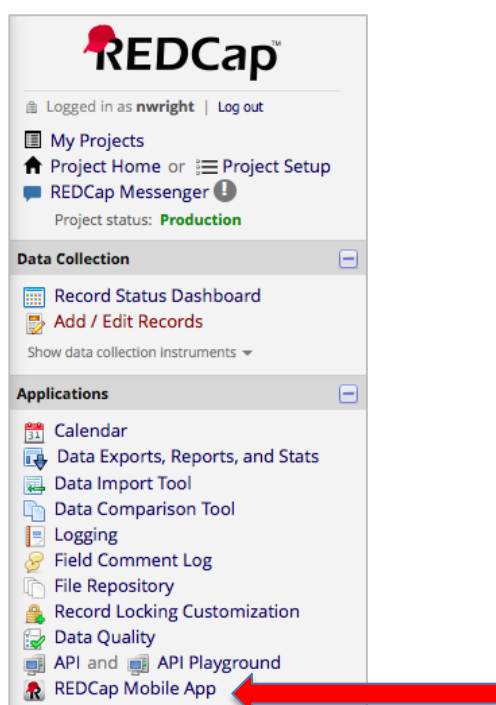 REDCap™
Logged in as nwright | Log out
My Projects
Project Home or Project Setup
REDCap Messenger
Project status: Production
Data Collection
Record Status Dashboard
Add / Edit Records
Show data collection instruments
Applications
31 Calendar
Data Exports, Reports, and Stats
Data Import Tool
Data Comparison Tool
Logging
Field Comment Log
File Repository
Record Locking Customization
Data Quality
API and API Playground
REDCap Mobile App